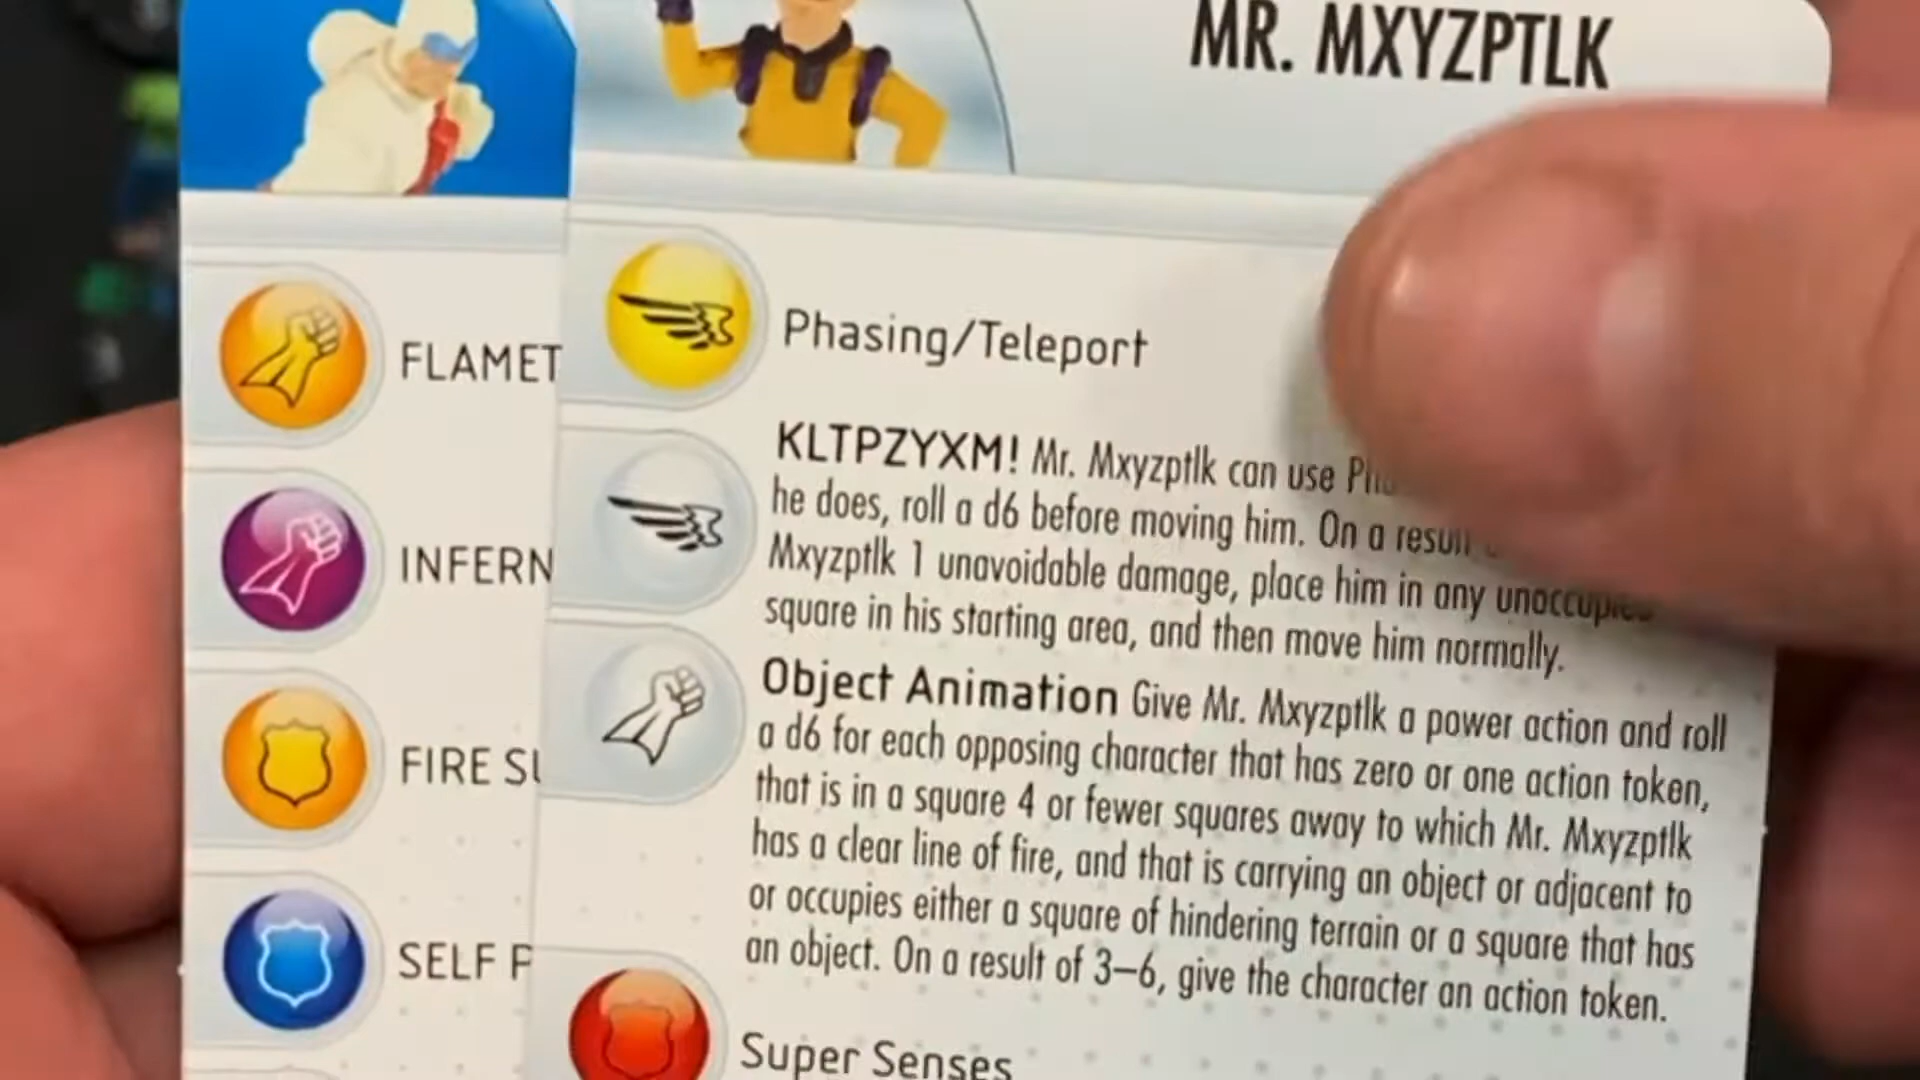 MR. MXYZPTLK
FLAMET
INFERN
FIRE SU
SELF P
Phasing/Teleport
KLTPZYXM! Mr. Mxyzptlk can use
he does, roll a d6 before moving him. On a result
Mxyzptlk 1 unavoidable damage, place him in any unoccupied
square in his starting area, and then move him normally.
Object Animation Give Mr. Mxyzptlk a power action and roll
a d6 for each opposing character that has zero or one action token,
that is in a square 4 or fewer squares away to which Mr. Mxyzptlk
has a clear line of fire, and that is carrying an object or adjacent to
or occupies either a square of hindering terrain or a square that has
an object. On a result of 3–6, give the character an action token.
Super Senses